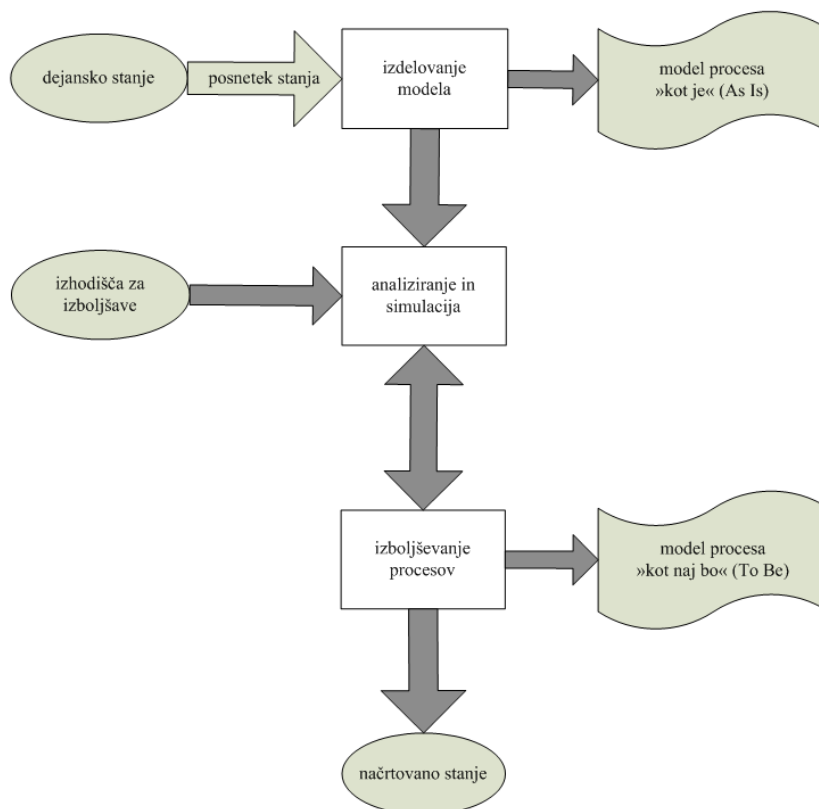 dejansko stanje
posnetek stanja
izdelovanje
modela
model procesa
»kot je« (As Is)
izhodišča za
izboljšave
analiziranje in
simulacija
izboljševanje
procesov
model procesa
»kot naj bo« (To Be)
načrtovano stanje